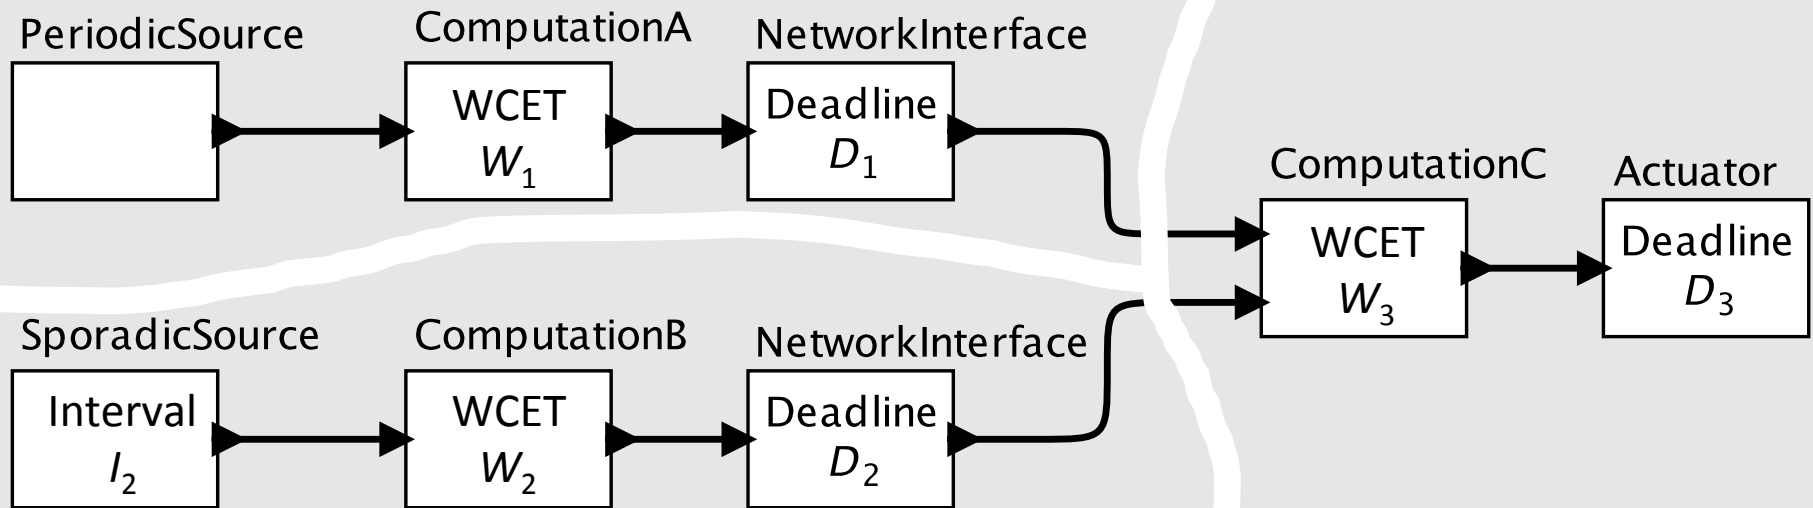 PeriodicSource
ComputationA
WCET
W₁
NetworkInterface
Deadline
D₁
SporadicSource
Interval
I₂
ComputationB
WCET
W₂
NetworkInterface
Deadline
D₂
ComputationC
WCET
W₃
Actuator
Deadline
D₃